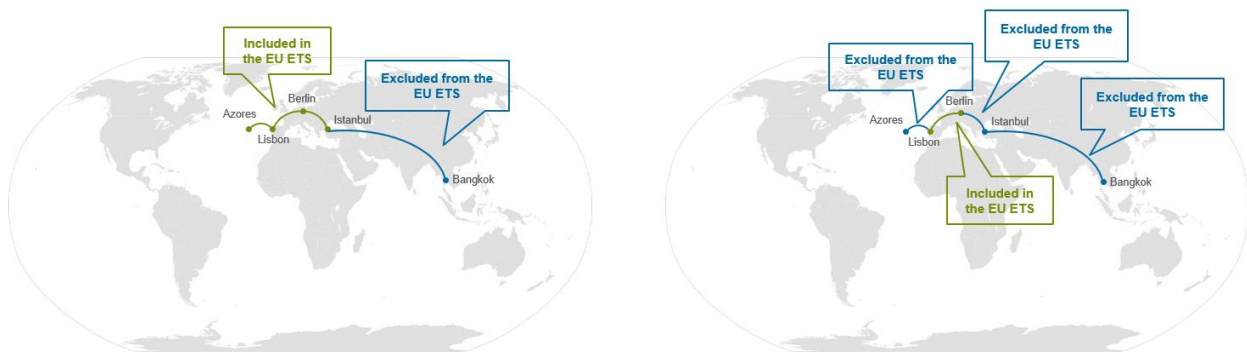 Included in
the EU ETS
Excluded from the
EU ETS
Berlin
Azores
Istanbul
Lisbon
Bangkok
Excluded from the
EU ETS
Excluded from the
EU ETS
Excluded from the
EU ETS
Berlin
Azores
Istanbul
Lisbon
Bangkok
Included in
the EU ETS